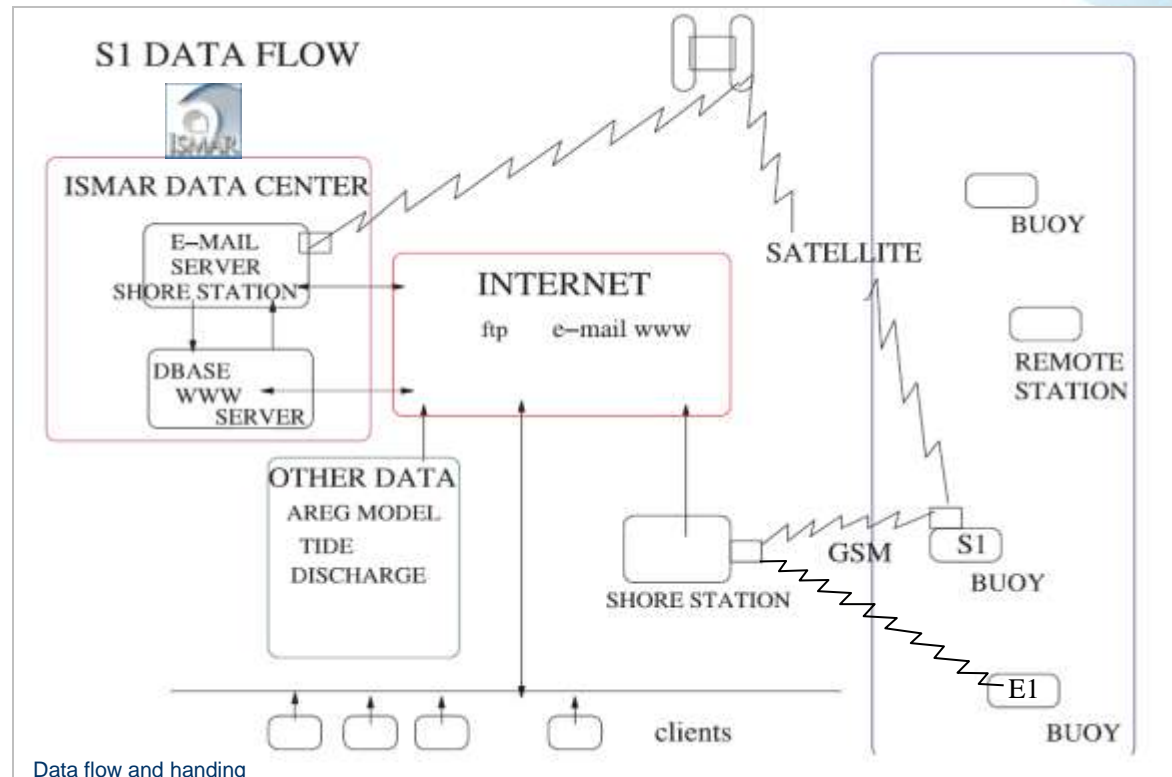 S1 DATA FLOW
ISMAR
ISMAR DATA CENTER
E–MAIL
SERVER
SHORE STATION
DBASE
WWW
SERVER
INTERNET
ftp e–mail www
OTHER DATA
AREG MODEL
TIDE
DISCHARGE
SATELLITE
GSM
SHORE STATION
BUOY
REMOTE
STATION
S1
BUOY
E1
BUOY
clients
Data flow and handing